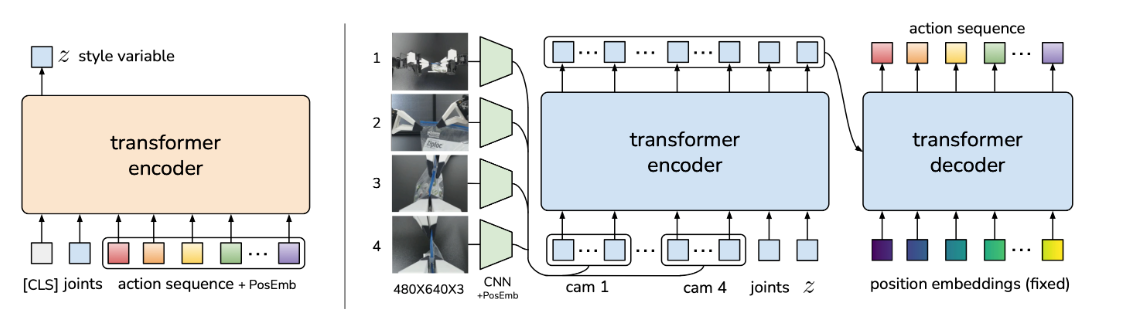 z style variable
transformer
encoder
[CLS] joints action sequence + PosEmb
1
2
3
4
480X640X3
CNN
+PosEmb
transformer
encoder
cam 1
cam 4
joints
z
action sequence
transformer
decoder
position embeddings (fixed)